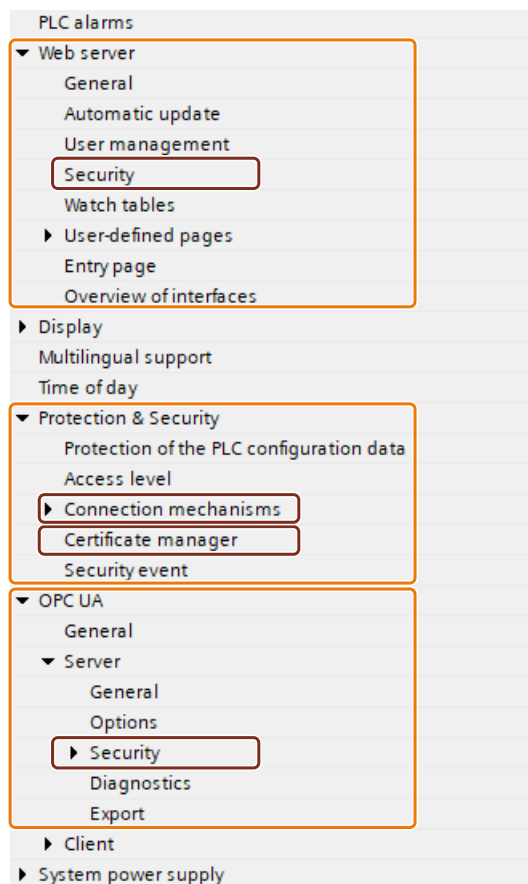 PLC alarms
Web server
General
Automatic update
User management
Security
Watch tables
User-defined pages
Entry page
Overview of interfaces
Display
Multilingual support
Time of day
Protection & Security
Protection of the PLC configuration data
Access level
Connection mechanisms
Certificate manager
Security event
OPC UA
General
Server
General
Options
Security
Diagnostics
Export
Client
System power supply